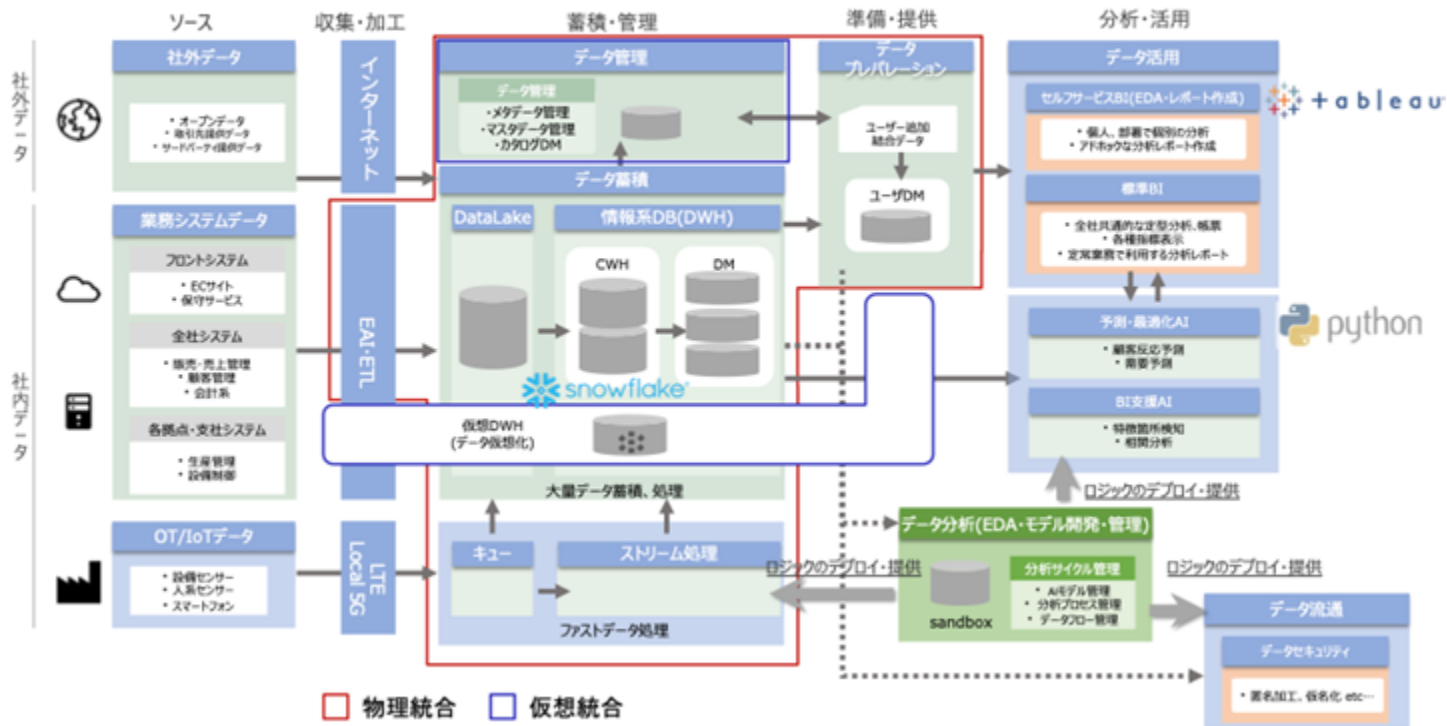 ソース
収集・加工
蓄積・管理
準備・提供
分析・活用
社外データ
社内データ
社外データ
・オープンデータ
・取引先提供データ
・サードパーティ提供データ
業務システムデータ
フロントシステム
・ECサイト
・保守サービス
全社システム
・販売・売上管理
・顧客管理
・会計系
各拠点・支社システム
・生産管理
・設備制御
OT/IoTデータ
・設備センサー
・人系センサー
・スマートフォン
インターネット
EAI・ETL
LTE
Local 5G
データ管理
データ管理
・メタデータ管理
・マスタデータ管理
・カタログDM
データ蓄積
DataLake
情報系DB(DWH)
CWH
DM
snowflake
仮想DWH
(データ仮想化)
大量データ蓄積、処理
キュー
ストリーム処理
ファストデータ処理
データ
プレパレーション
ユーザー追加
結合データ
ユーザDM
データ活用
セルフサービスBI(EDA・レポート作成)
・個人、部署で個別の分析
・アドホックな分析レポート作成
標準BI
・全社共通的な定型分析、帳票
・各種指標表示
・定常業務で利用する分析レポート
+ableau
予測・最適化AI
・顧客反応予測
・需要予測
BI支援AI
・特徴箇所検知
・相関分析
python
ロジックのデプロイ・提供
データ分析(EDA・モデル開発・管理)
sandbox
分析サイクル管理
・AIモデル管理
・分析プロセス管理
・データフロー管理
ロジックのデプロイ・提供
ロジックのデプロイ・提供
データ流通
データセキュリティ
・匿名加工、仮名化 etc…
物理統合
仮想統合